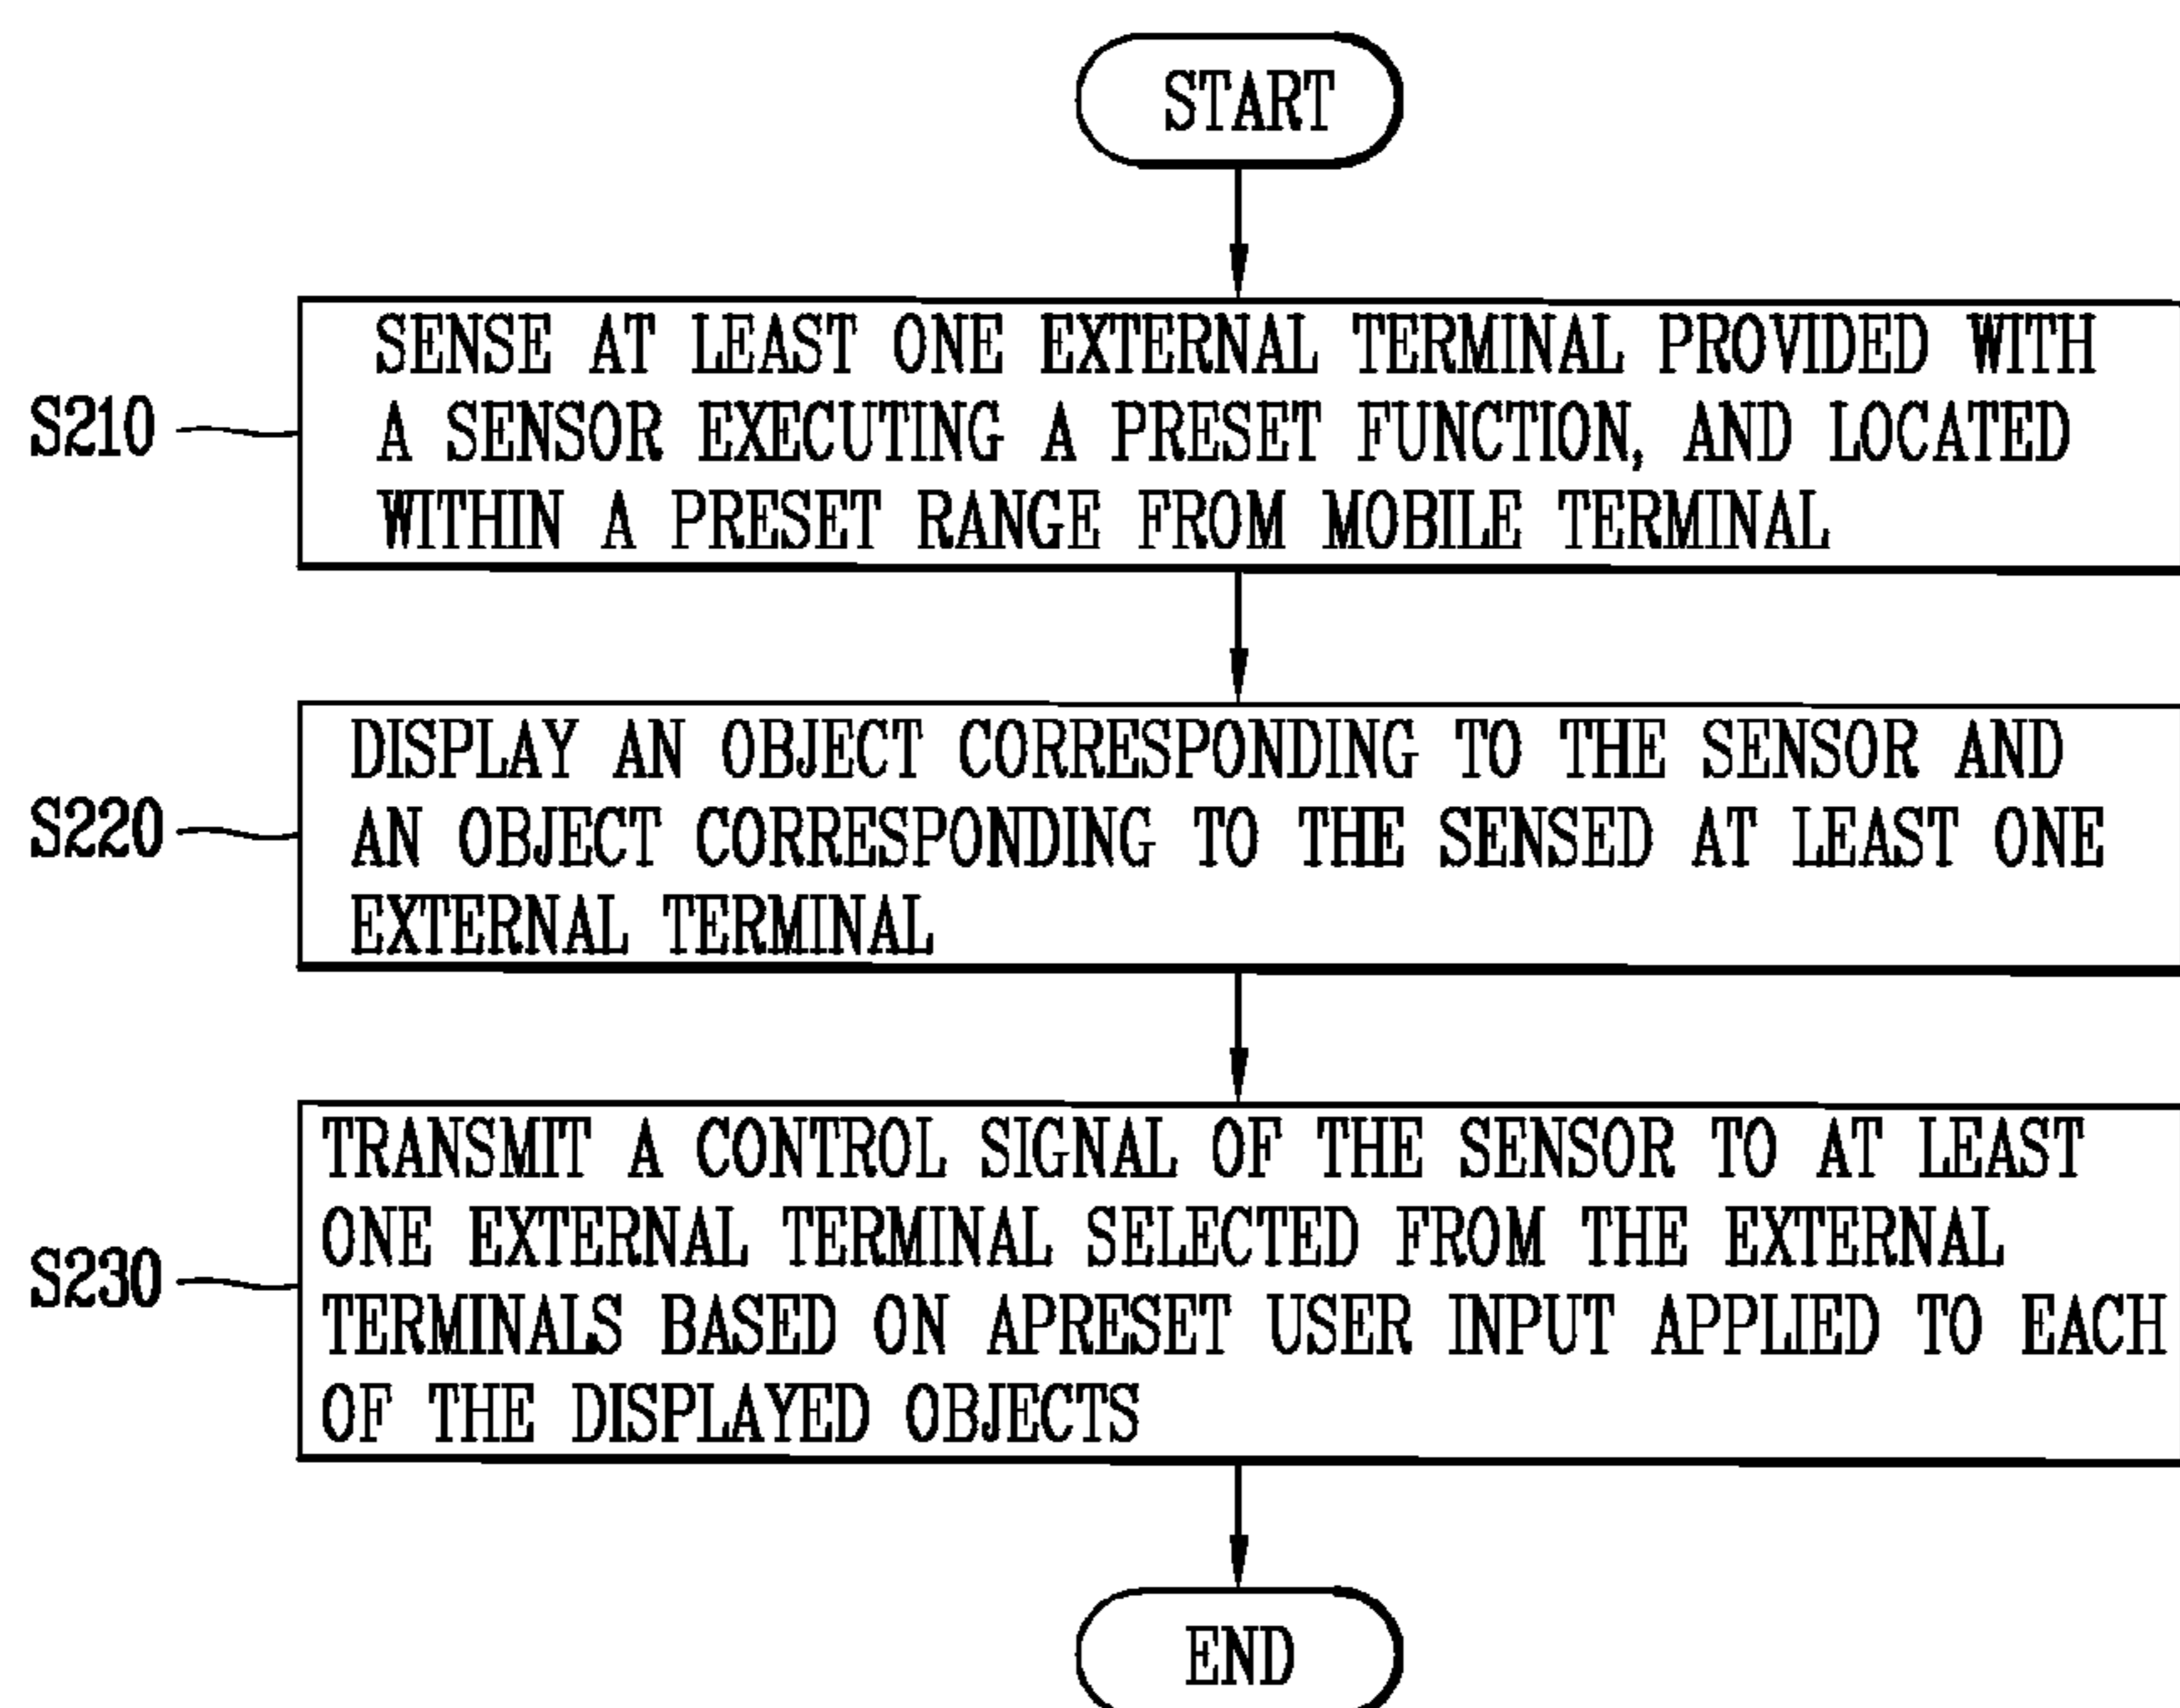 START
SENSE AT LEAST ONE EXTERNAL TERMINAL PROVIDED WITH
S210 A SENSOR EXECUTING A PRESET FUNCTION, AND LOCATED
WITHIN A PRESET RANGE FROM MOBILE TERMINAL
DISPLAY AN OBJECT CORRESPONDING TO THE SENSOR AND
S220 AN OBJECT CORRESPONDING TO THE SENSED AT LEAST ONE
EXTERNAL TERMINAL
TRANSMIT A CONTROL SIGNAL OF THE SENSOR TO AT LEAST
ONE EXTERNAL TERMINAL SELECTED FROM THE EXTERNAL
S230
TERMINALS BASED ON APRESET USER INPUT APPLIED TO EACH
OF THE DISPLAYED OBJECTS
END